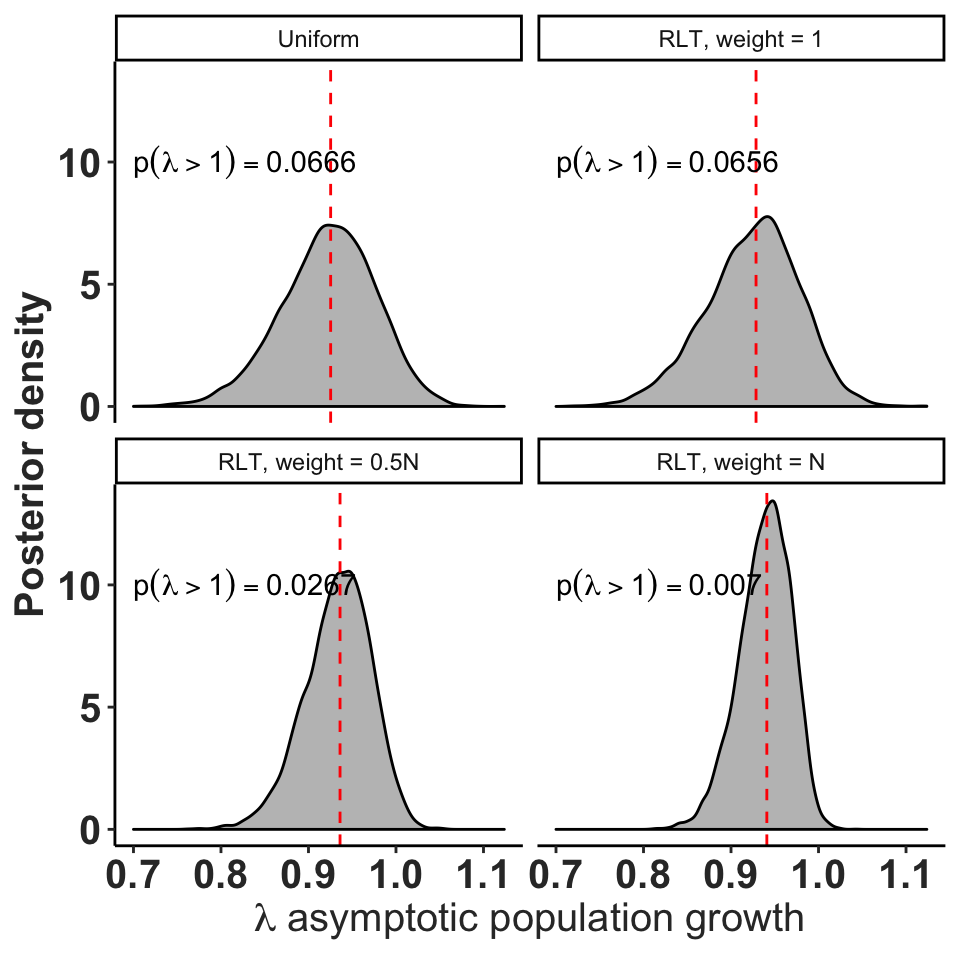 Uniform
RLT, weight = 1
p(λ > 1) = 0.0666
p(λ > 1) = 0.0656
10
5
0
RLT, weight = 0.5N
RLT, weight = N
p(λ > 1) = 0.0267
p(λ > 1) = 0.007
10
5
0
Posterior density
0.7 0.8 0.9 1.0 1.1
0.7 0.8 0.9 1.0 1.1
λ asymptotic population growth